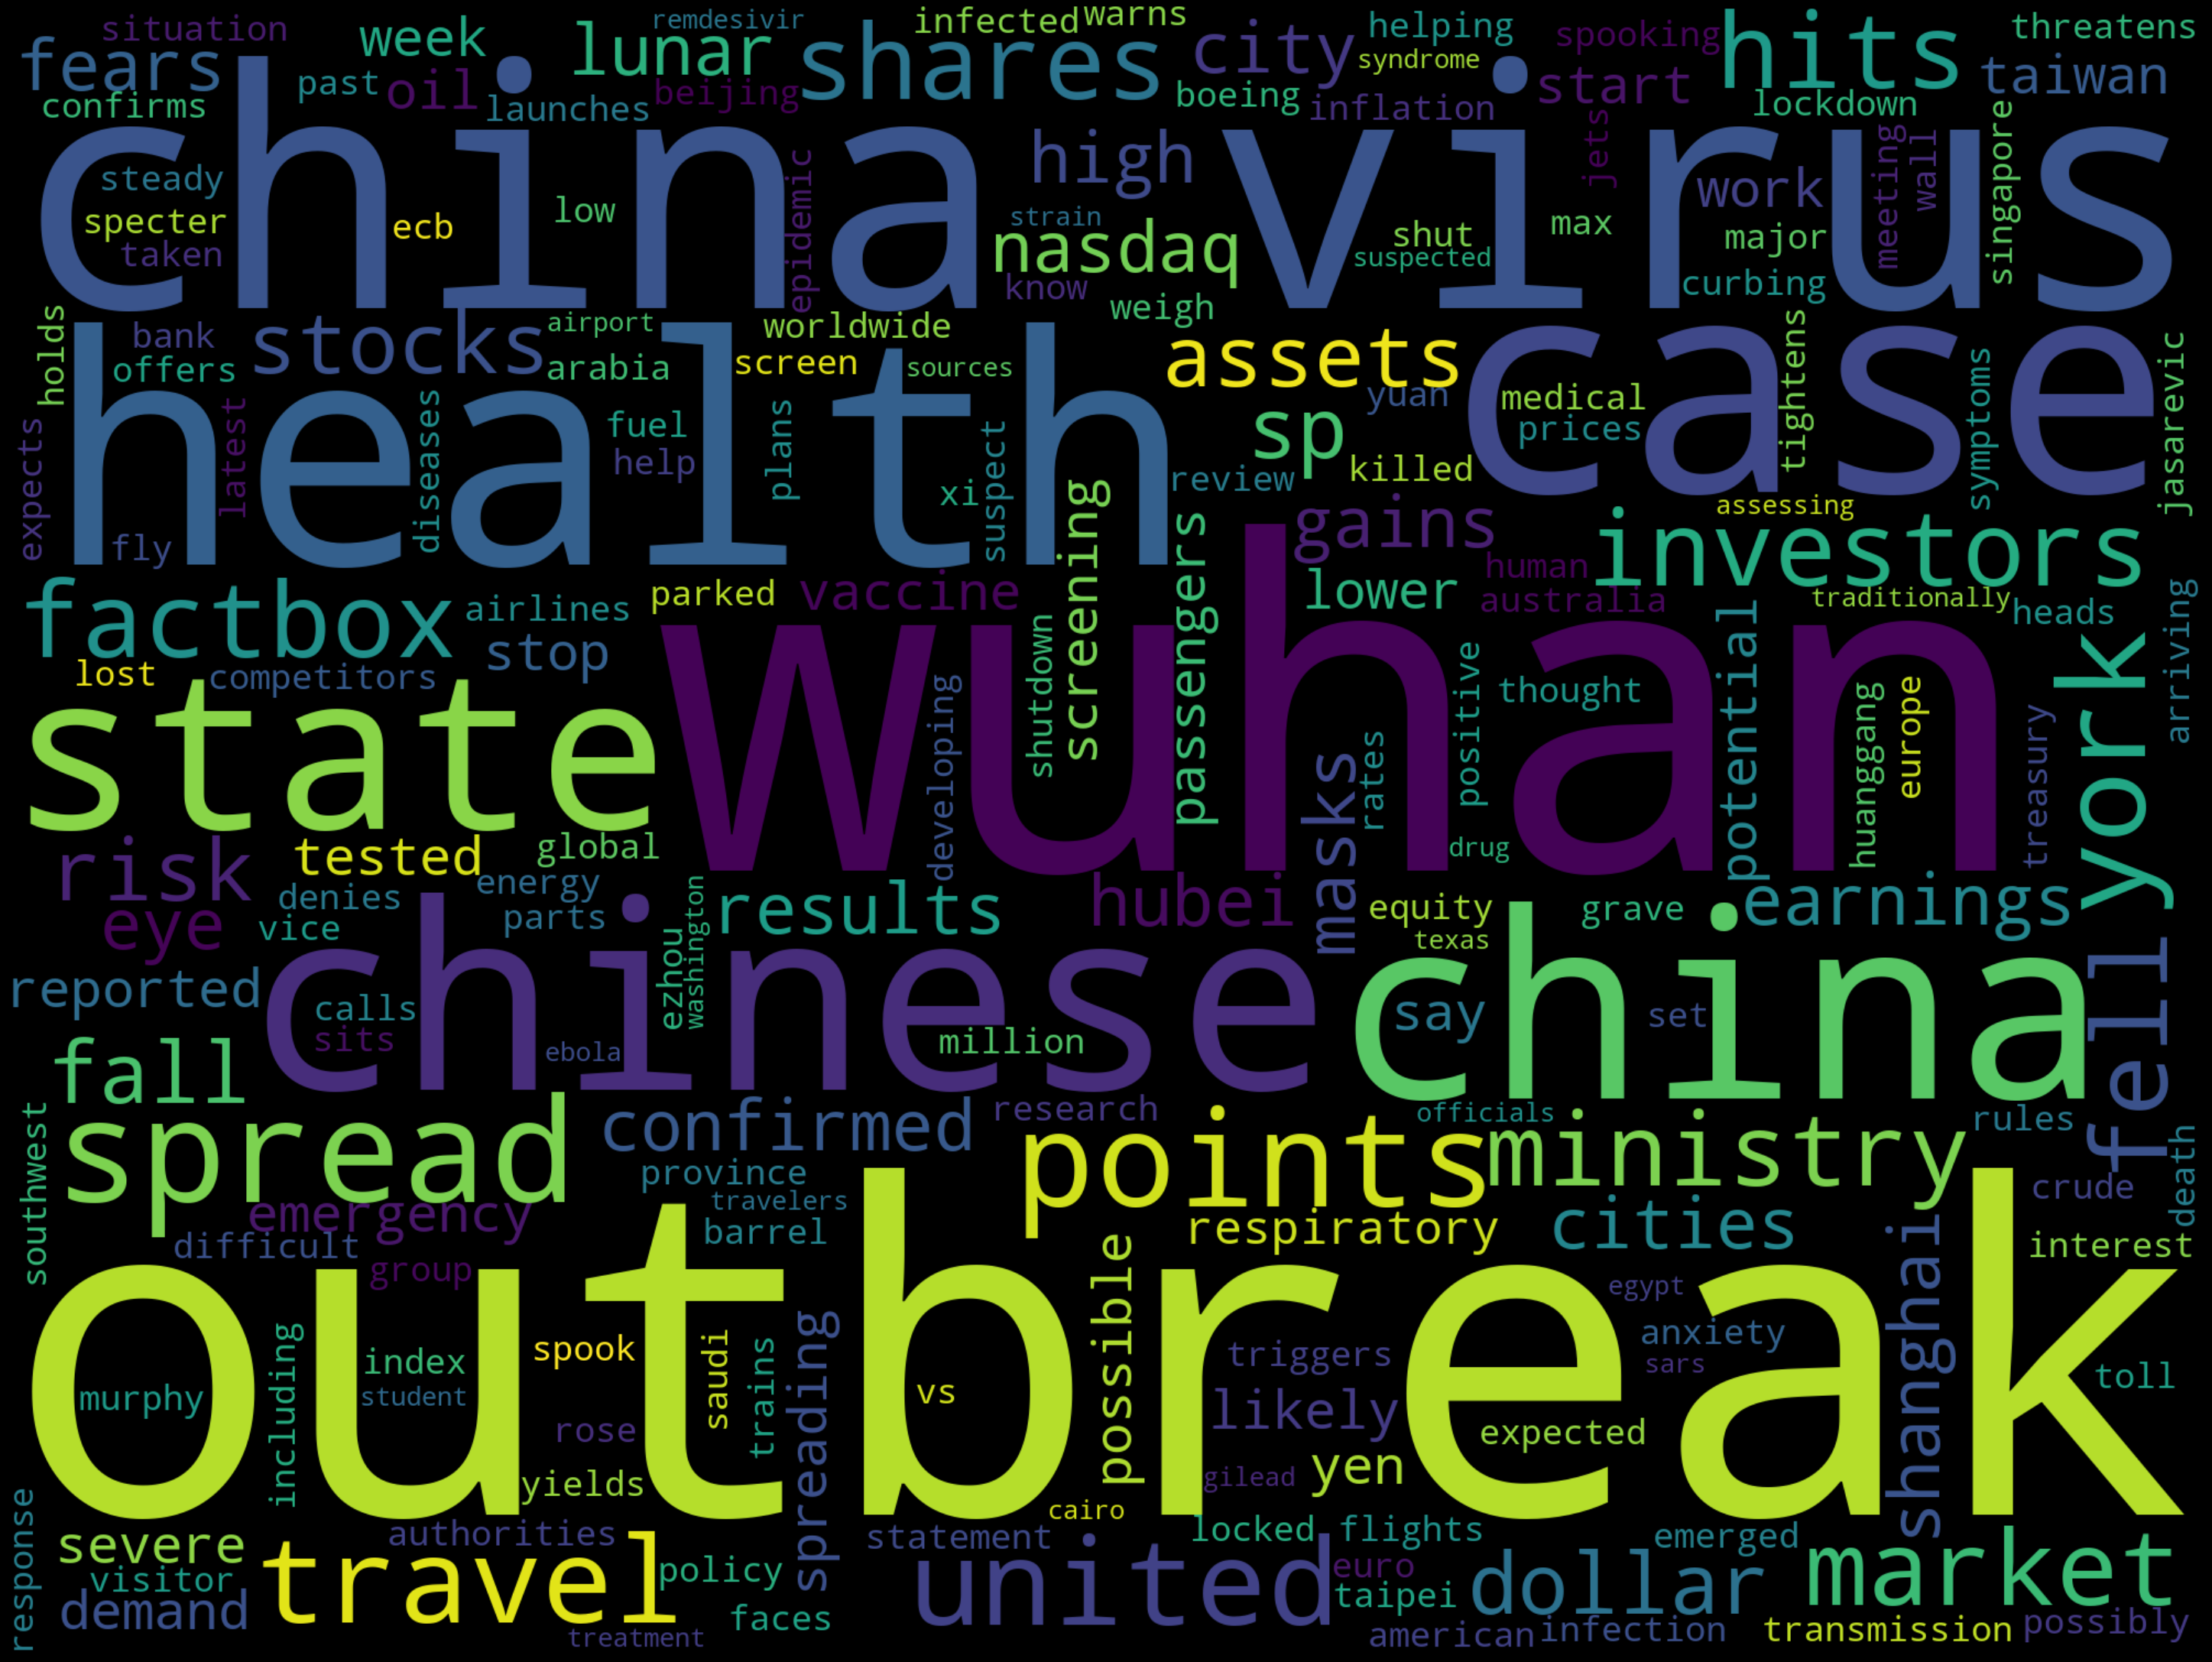 situation
week
remdesivir
infected
warns
helping
spooking
threatens
fears
lunar
shares
city
syndrome
hits
past
oil
start
taiwan
confirms
launches
beijing
boeing
inflation
lockdown
china
virus
steady
high
jets
work
meeting
wall
singapore
specter
ecb
low
epidemic
strain
nasdaq
shut
max
major
taken
know
suspected
curbing
weigh
holds
bank
stocks
airport
worldwide
assets
case
tightens
offers
arabia
screen
sources
yuan
medical
symptoms
jasarevic
health
latest
diseases
fuel
plans
sp
prices
expects
help
xi
suspect
review
killed
fly
screening
passengers
gains
assessing
investors
factbox
airlines
parked
vaccine
lower
human
australia
traditionally
heads
arriving
stop
shutdown
wuhan
potential
york
lost
competitors
developing
positive
thought
huanggang
europe
treasury
state
masks
rates
risk
tested
global
drug
eye
denies
energy
results
hubei
equity
grave
earnings
vice
parts
ezhou
washington
texas
reported
calls
chinese
china
say
set
fell
sits
ebola
million
fall
southwest
spread
confirmed
research
points
officials
ministry
rules
death
province
emergency
travelers
respiratory
cities
crude
difficult
barrel
shanghai
interest
group
possible
outbreak
egypt
murphy
including
index
spook
saudi
trains
spreading
vs
triggers
anxiety
sars
toll
student
likely
rose
expected
yields
gilead
yen
response
cairo
severe
authorities
statement
locked
flights
emerged
market
visitor
travel
policy
united
euro
dollar
demand
faces
taipei
treatment
american
infection
transmission
possibly